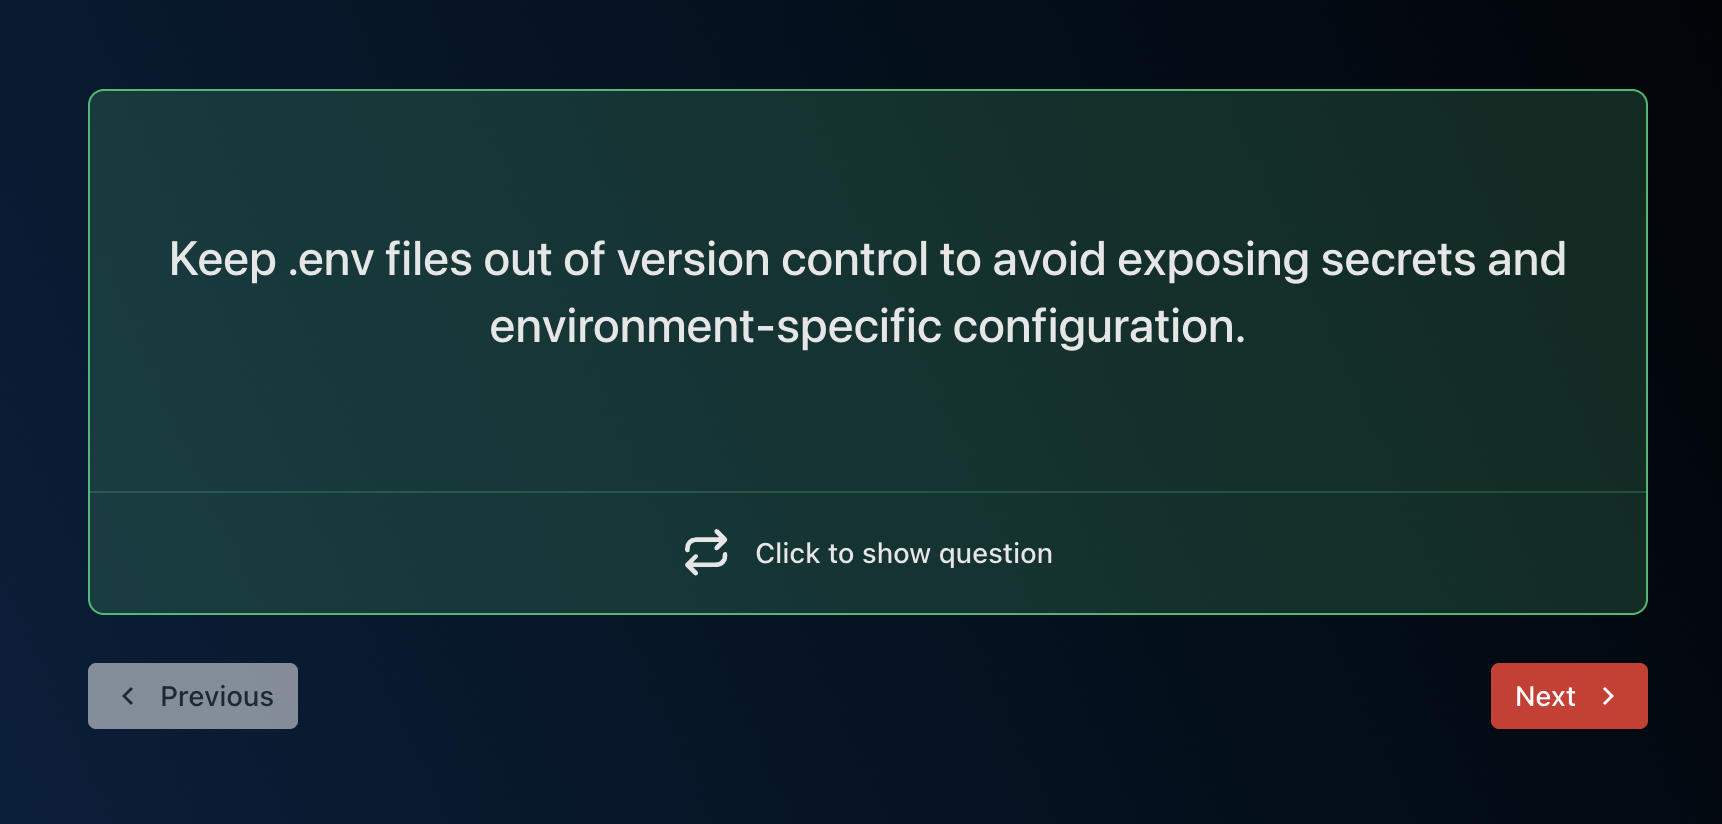 Keep .env files out of version control to avoid exposing secrets and
environment-specific configuration.
Click to show question
Previous
Next